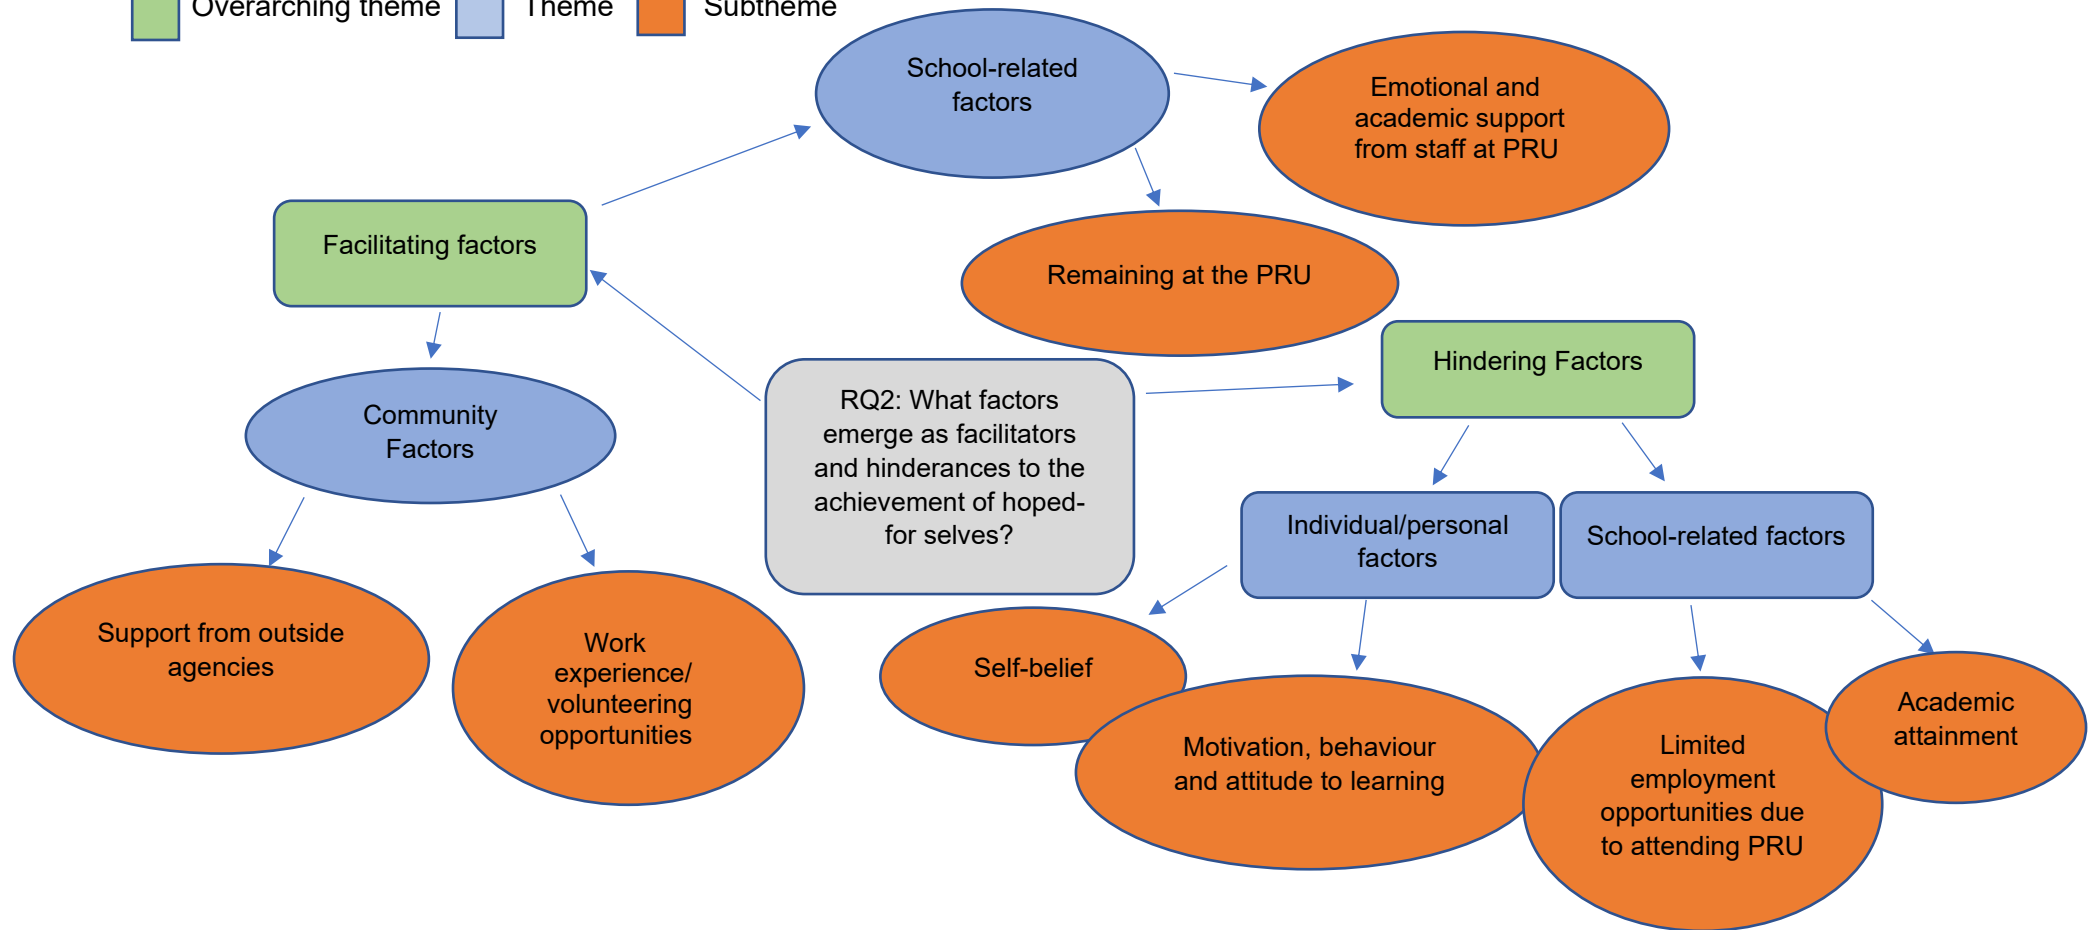 Overarching theme
Theme
Subtheme
School-related
factors
Emotional and
academic support
from staff at PRU
Facilitating factors
Remaining at the PRU
Hindering Factors
Community
Factors
RQ2: What factors
emerge as facilitators
and hinderances to the
achievement of hoped-
for selves?
Individual/personal
factors
School-related factors
Support from outside
agencies
Work
experience/
volunteering
opportunities
Self-belief
Motivation, behaviour
and attitude to learning
Limited
employment
opportunities due
to attending PRU
Academic
attainment